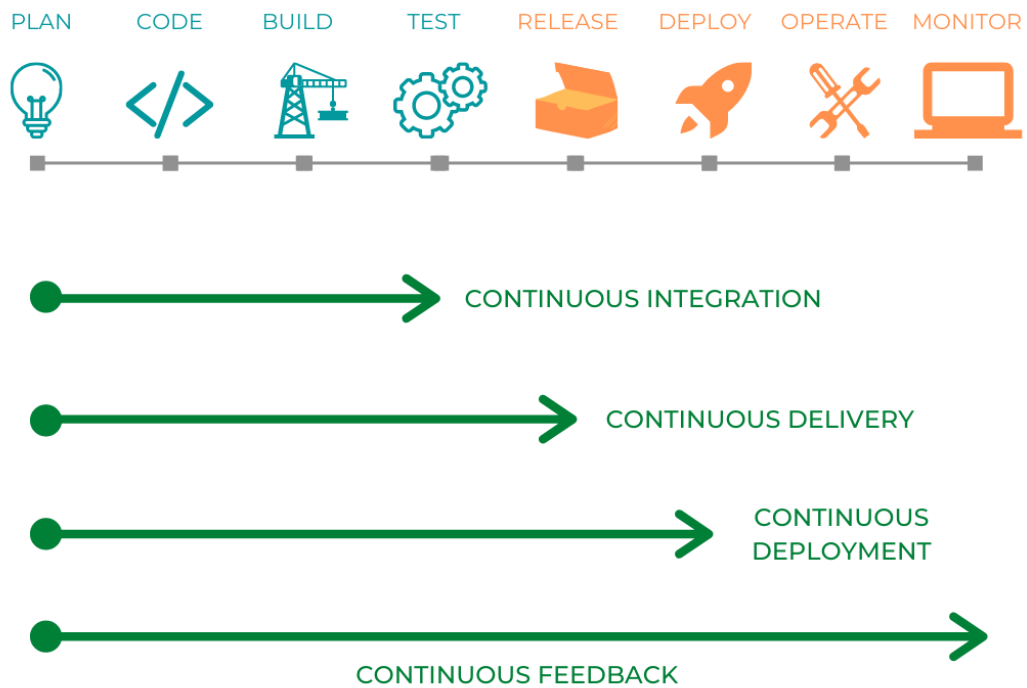 PLAN CODE BUILD TEST RELEASE DEPLOY OPERATE MONITOR
CONTINUOUS INTEGRATION
CONTINUOUS DELIVERY
CONTINUOUS
DEPLOYMENT
CONTINUOUS FEEDBACK